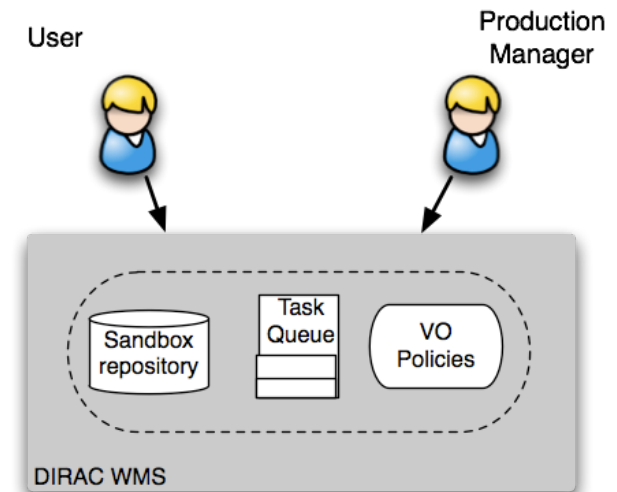 User
Production
Manager
Sandbox
repository
Task
Queue
VO
Policies
DIRAC WMS